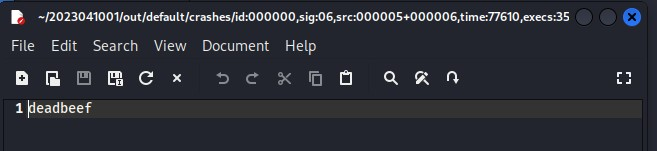 ~/2023041001/out/default/crashes/id:000000,sig:06,src:000005+000006,time:77610,execs:35
File Edit Search View Document Help
1 deadbeef